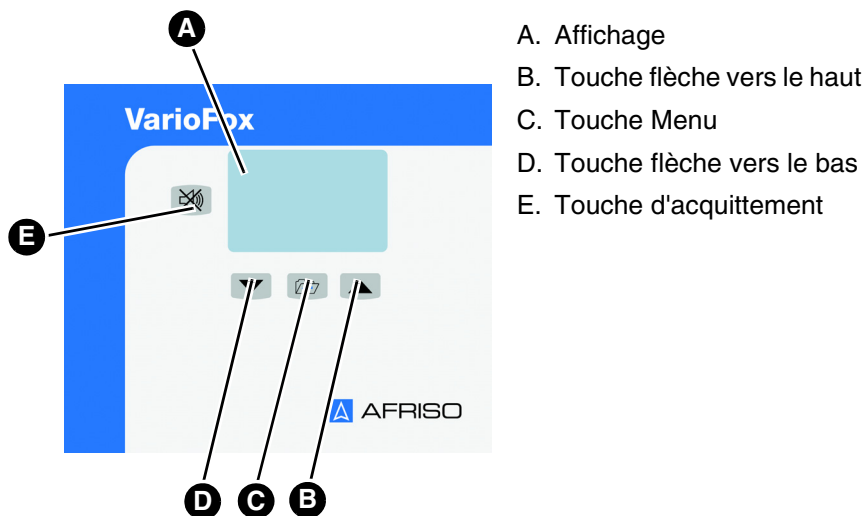 A
A. Affichage
B. Touche flèche vers le haut
VarioFox
C. Touche Menu
D. Touche flèche vers le bas
E. Touche d'acquittement
E
AFRISO
D C B